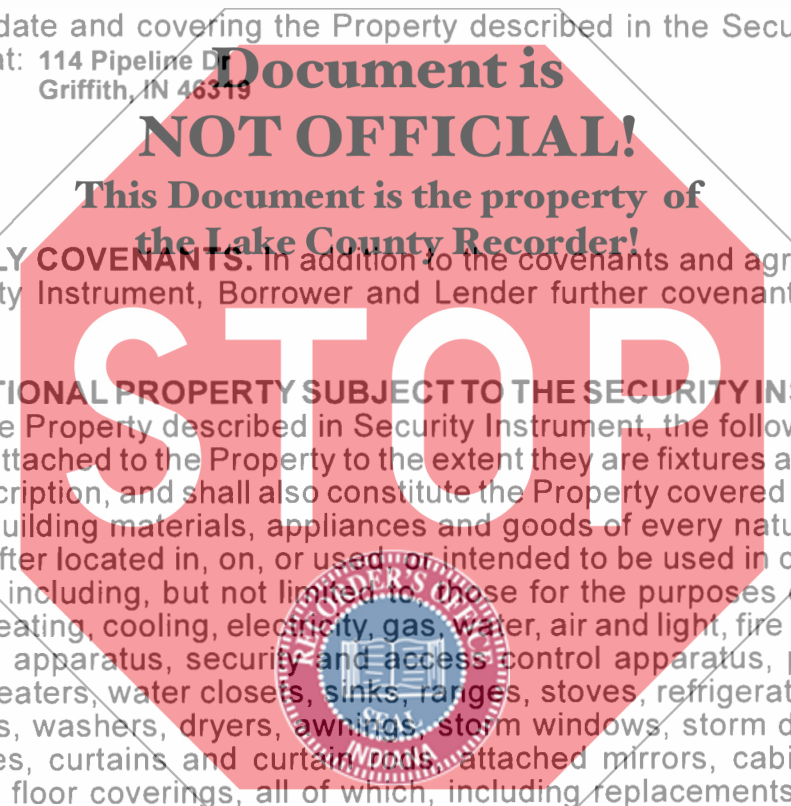 date and covering the Property described in the Secu
at: 114 Pipeline Dr
Griffith, IN 46319
Document is
NOT OFFICIAL!
This Document is the property of
the Lake County Recorder!
LY COVENANTS. In addition to the covenants and agr
ty Instrument, Borrower and Lender further covenant
STOP
TIONAL PROPERTY SUBJECT TO THE SECURITY INS
e Property described in Security Instrument, the follow
ttached to the Property to the extent they are fixtures a
cription, and shall also constitute the Property covered
uilding materials, appliances and goods of every natu
fter located in, on, or used, or intended to be used in c
including, but not limited to, those for the purposes
eating, cooling, electricity, gas, water, air and light, fire
apparatus, security and access control apparatus, p
eaters, water closets, sinks, ranges, stoves, refrigerat
s, washers, dryers, awnings, storm windows, storm d
es, curtains and curtain rods, attached mirrors, cabi
floor coverings, all of which, including replacements
RECORDER'S OFFICE
SEAL
INDIANA